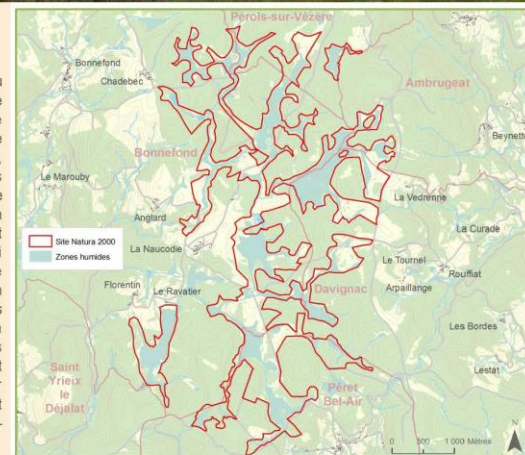 Pérols-sur-Vézère
Bonnefond
Chadebec
Ambrugeat
Beynette
Bonnefond
Le Marouby
La Vedrenne
Anglard
La Curade
Site Natura 2000
Zones humides
La Naucodie
Le Tournel
Rouffiat
Florentin
Le Ravatier
Davignac
Arpaillange
Les Bordes
Saint
Yrieix
le
Déjalat
Lestat
Péret
Bel-Air
N
0 500 1 000 Mètres